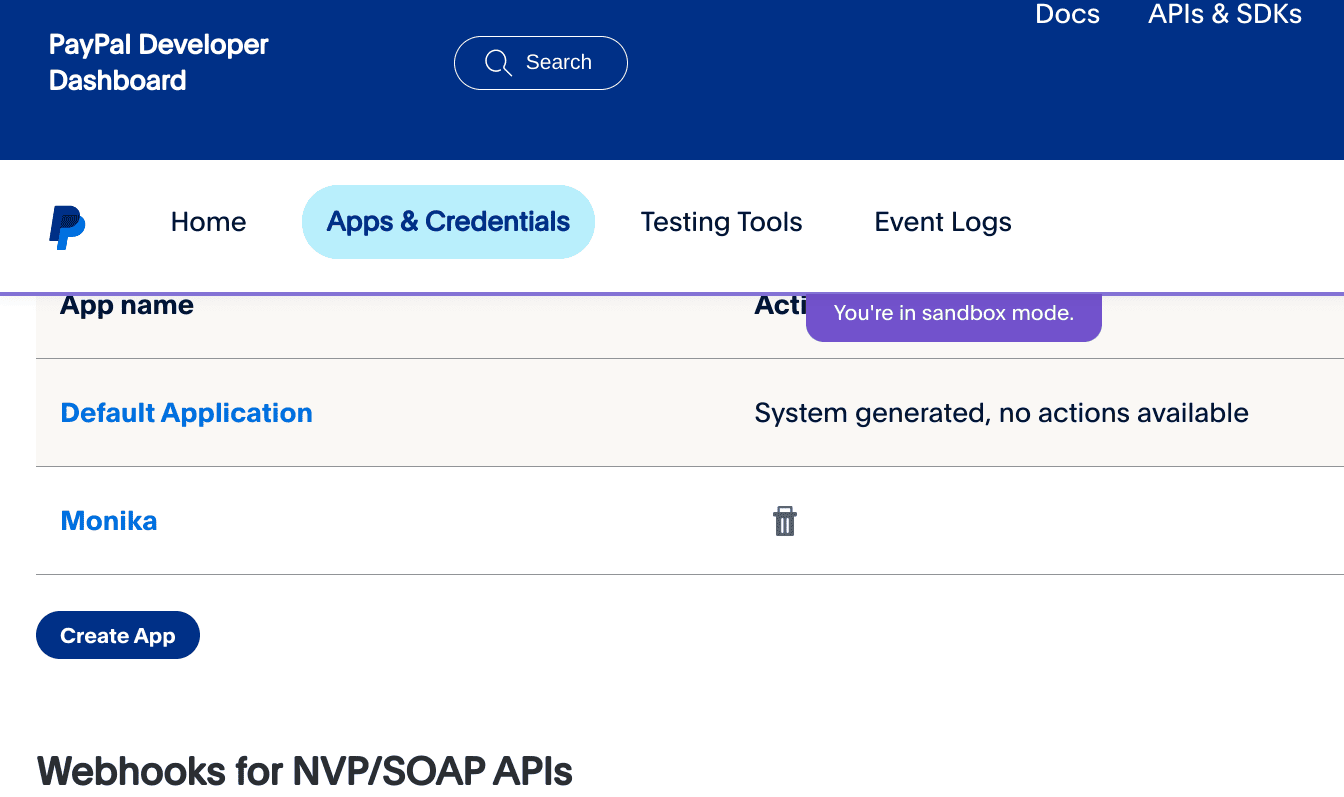 Docs
APIs & SDKs
PayPal Developer
Dashboard
Search
Home
Apps & Credentials
Testing Tools
Event Logs
App name
Acti
You're in sandbox mode.
Default Application
System generated, no actions available
Monika
Create App
Webhooks for NVP/SOAP APIs